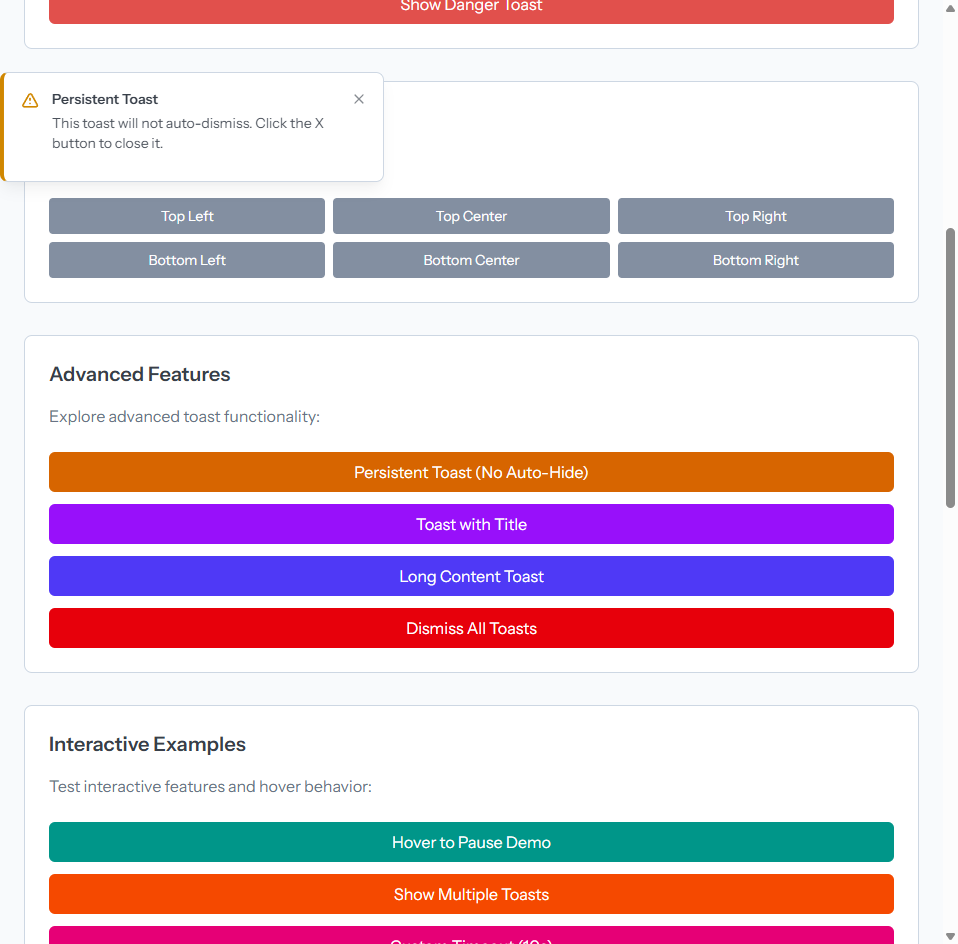 Show Danger Toast
Persistent Toast
This toast will not auto-dismiss. Click the X
button to close it.
Top Left
Top Center
Top Right
Bottom Left
Bottom Center
Bottom Right
Advanced Features
Explore advanced toast functionality:
Persistent Toast (No Auto-Hide)
Toast with Title
Long Content Toast
Dismiss All Toasts
Interactive Examples
Test interactive features and hover behavior:
Hover to Pause Demo
Show Multiple Toasts
Custom Timeout (10s)